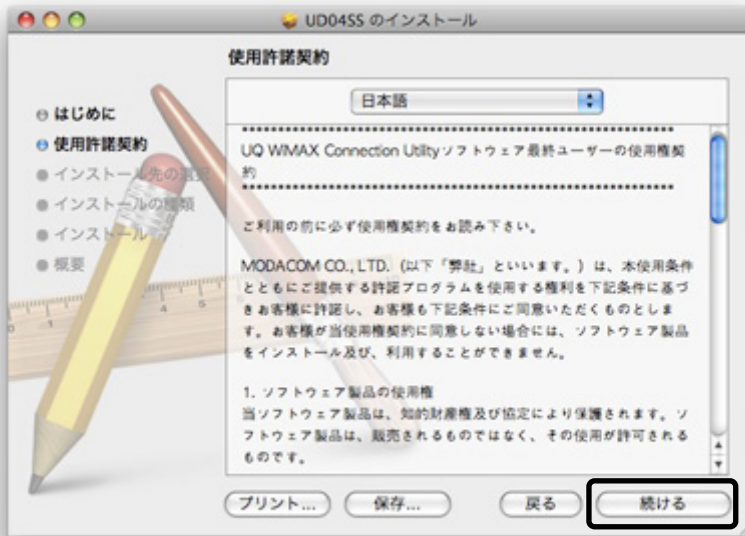 UD04SS のインストール
使用許諾契約
はじめに
使用許諾契約
インストール先の選択
インストールの種類
インストール
概要
日本語
**********************************************************************
UQ WIMAX Connection Utilityソフトウェア最終ユーザーの使用権契
約
**********************************************************************
ご利用の前に必ず使用権契約をお読み下さい。
MODACOM CO., LTD.（以下「弊社」といいます。）は、本使用条件
とともにご提供する許諾プログラムを使用する権利を下記条件に基づ
きお客様に許諾し、お客様も下記条件にご同意いただくものとしま
す。お客様が当使用権契約に同意しない場合には、ソフトウェア製品
をインストール及び、利用することができません。
1. ソフトウェア製品の使用権
当ソフトウェア製品は、知的財産権及び協定により保護されます。ソ
フトウェア製品は、販売されるものではなく、その使用が許可される
ものです。
プリント... 保存... 戻る 続ける